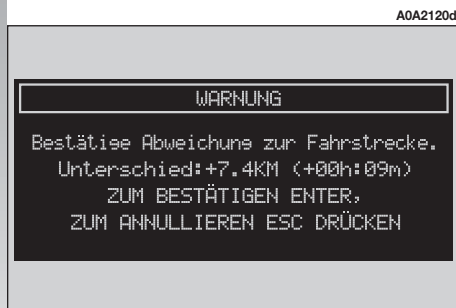 A0A2120d
WARNUNG
Bestätige Abweichung zur Fahrstrecke.
Unterschied:+7.4KM (+00h:09m)
ZUM BESTÄTIGEN ENTER,
ZUM ANNULLIEREN ESC DRÜCKEN